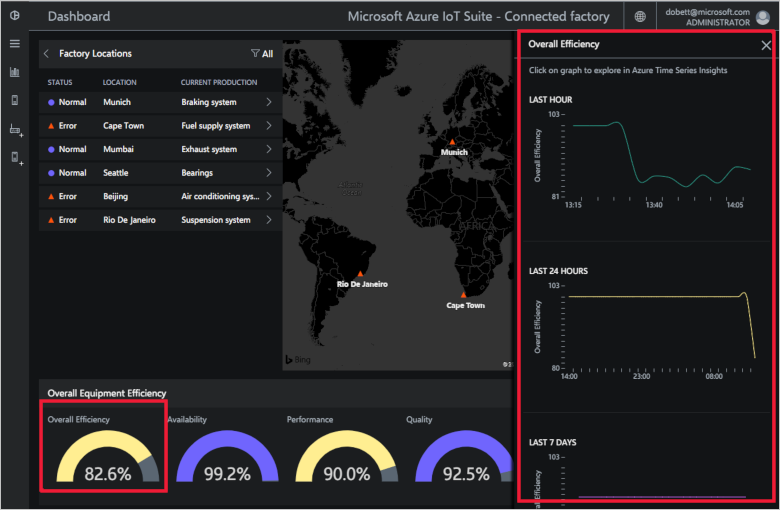 Dashboard
Microsoft Azure IoT Suite - Connected factory
dobett@microsoft.com
ADMINISTRATOR
Factory Locations
All
STATUS LOCATION CURRENT PRODUCTION
Normal Munich Braking system
Error Cape Town Fuel supply system
Normal Mumbai Exhaust system
Normal Seattle Bearings
Error Beijing Air conditioning sys...
Error Rio De Janeiro Suspension system
Munich
Atlantic
AFRICA
Rio De Janeiro
Cape Town
Bing
Overall Equipment Efficiency
Overall Efficiency
82.6%
Availability
99.2%
Performance
90.0%
Quality
92.5%
Overall Efficiency
Click on graph to explore in Azure Time Series Insights
LAST HOUR
103
Overall Efficiency
81
13:15 13:40 14:05
LAST 24 HOURS
103
Overall Efficiency
80
14:00 23:00 08:00
LAST 7 DAYS
103
Efficiency